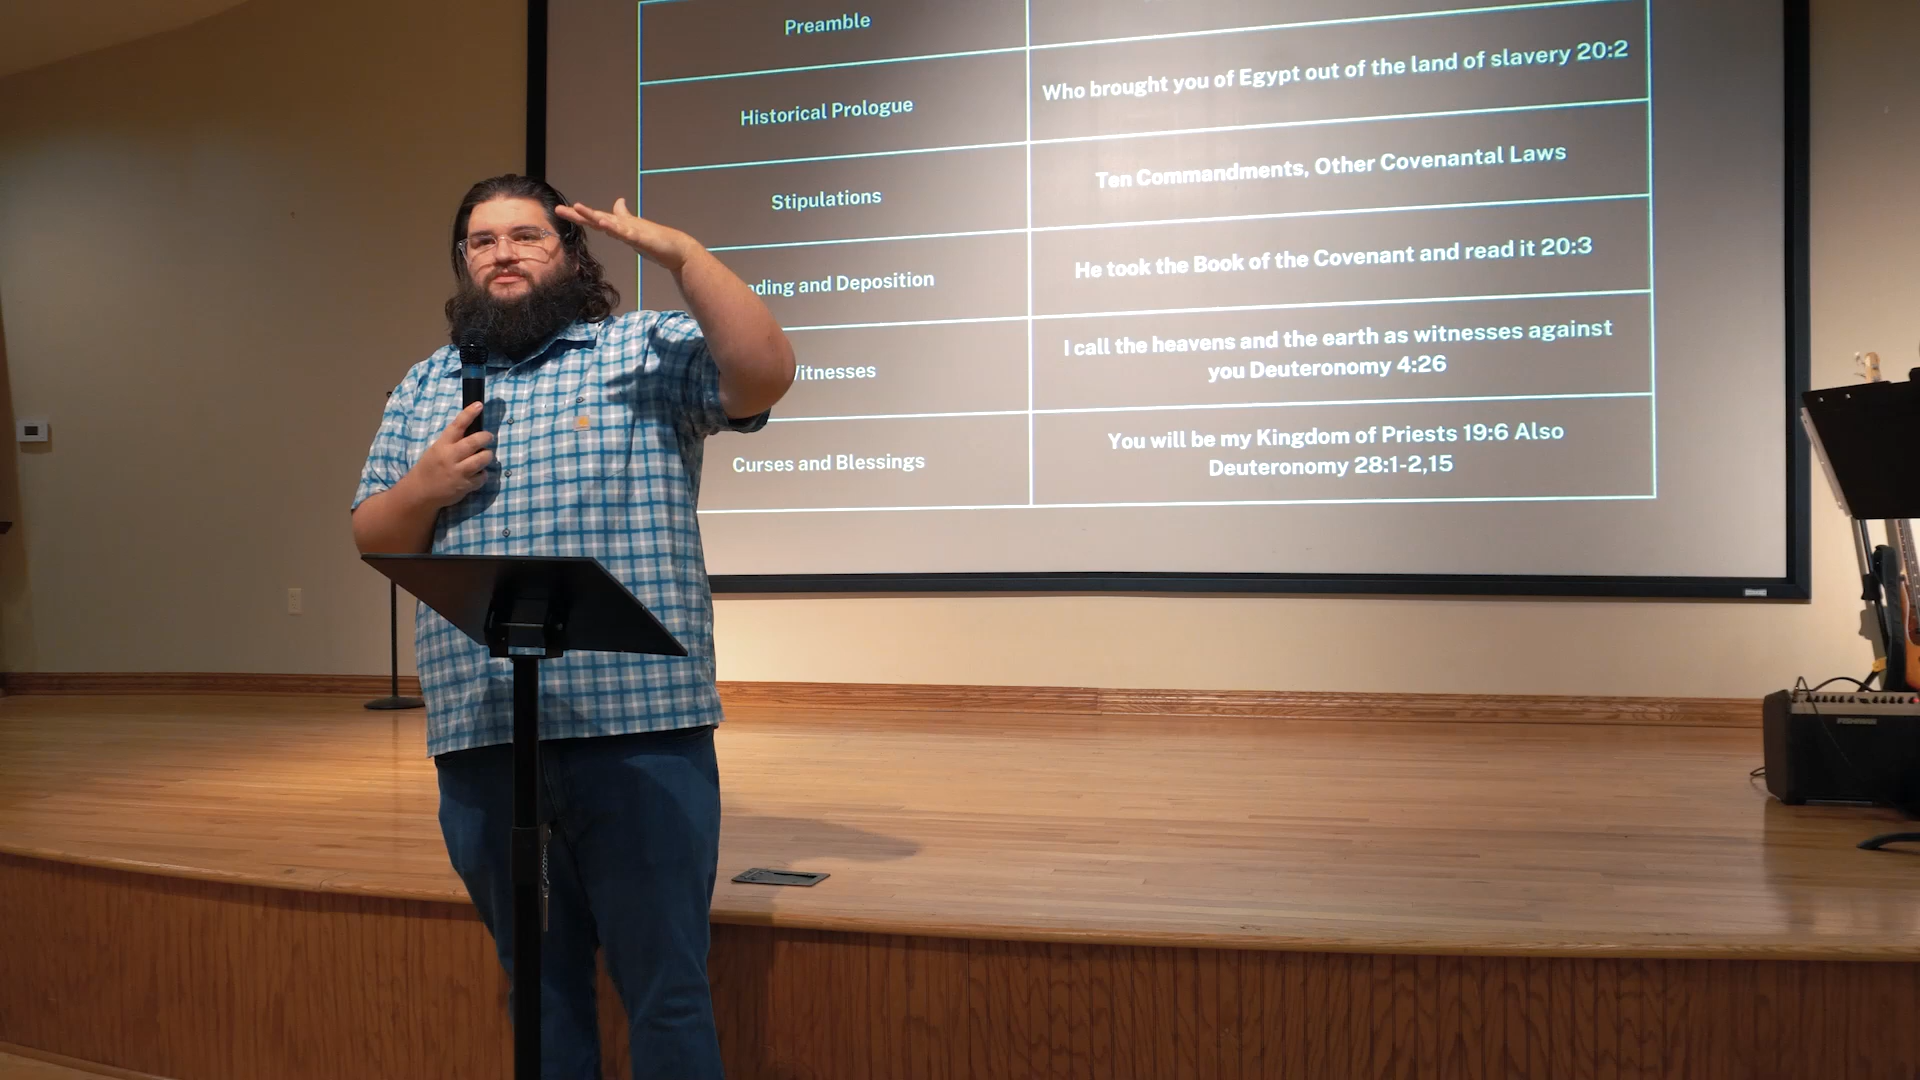 Preamble
Who brought you of Egypt out of the land of slavery 20:2
Historical Prologue
Ten Commandments, Other Covenantal Laws
Stipulations
He took the Book of the Covenant and read it 20:3
and Deposition
I call the heavens and the earth as witnesses against
you Deuteronomy 4:26
Witnesses
You will be my Kingdom of Priests 19:6 Also
Deuteronomy 28:1-2,15
Curses and Blessings
FISHMAN